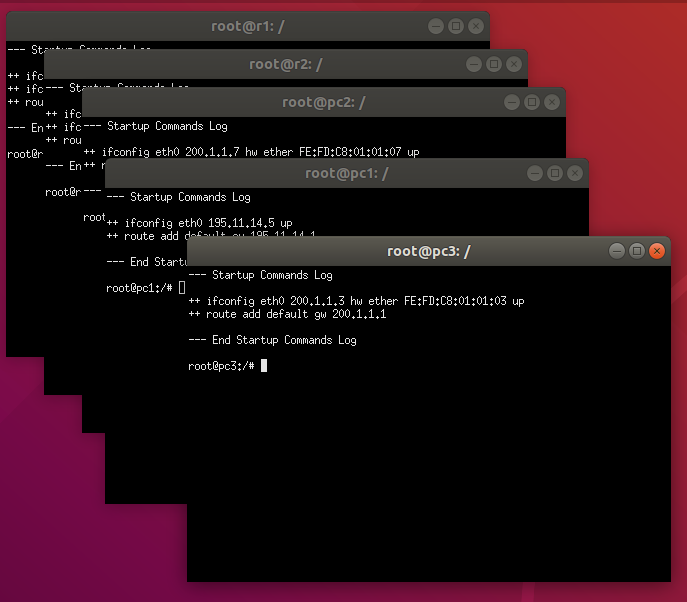 root@r1: /
--- Sta
++ ifc
++ ifc
++ rou
--- En
root@r
root@r2: /
--- Startup Commands Log
++ ifc
++ ifc
++ rou
--- En
root@r
root@pc2: /
--- Startup Commands Log
++ ifconfig eth0 200.1.1.7 hw ether FE:FD:C8:01:01:07 up
++ r
---
root
root@pc1: /
--- Startup Commands Log
++ ifconfig eth0 195.11.14.5 up
++ route add default gw 195.11.14.1
--- End Startu
root@pc1:/#
root@pc3: /
--- Startup Commands Log
++ ifconfig eth0 200.1.1.3 hw ether FE:FD:C8:01:01:03 up
++ route add default gw 200.1.1.1
--- End Startup Commands Log
root@pc3:/#